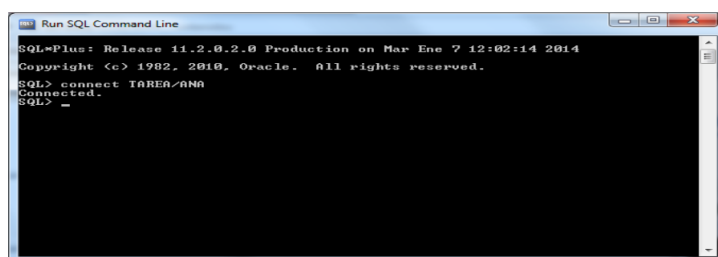 Run SQL Command Line
SQL*Plus: Release 11.2.0.2.0 Production on Mar Ene 7 12:02:14 2014
Copyright (c) 1982, 2010, Oracle.  All rights reserved.
SQL> connect TAREA/ANA
Connected.
SQL> _